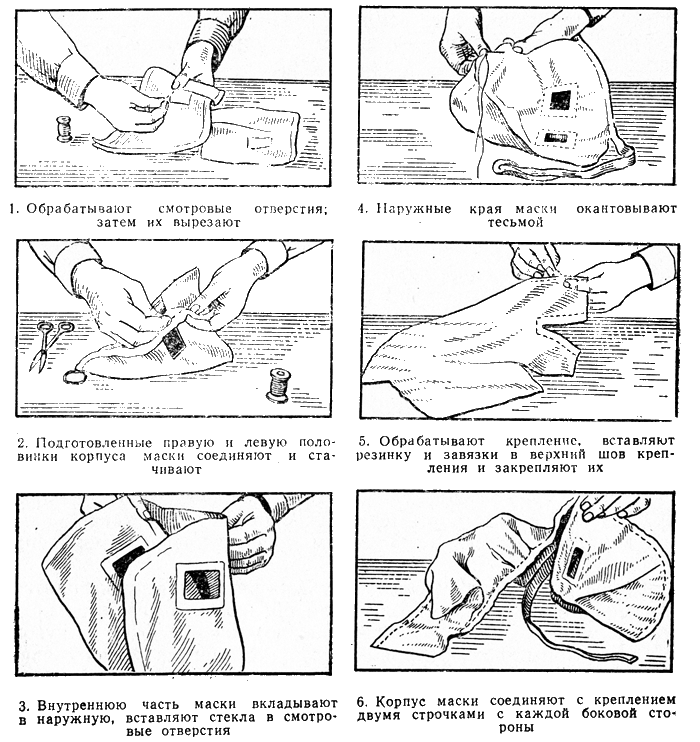 1. Обрабатывают смотровые отверстия;
затем их вырезают
2. Подготовленные правую и левую поло-
винки корпуса маски соединяют и ста-
чивают
3. Внутреннюю часть маски вкладывают
в наружную, вставляют стекла в смотро-
вые отверстия
4. Наружные края маски окантовывают
тесьмой
5. Обрабатывают крепление, вставляют
резинку и завязки в верхний шов креп-
ления и закрепляют их
6. Корпус маски соединяют с креплением
двумя строчками с каждой боковой сто-
роны